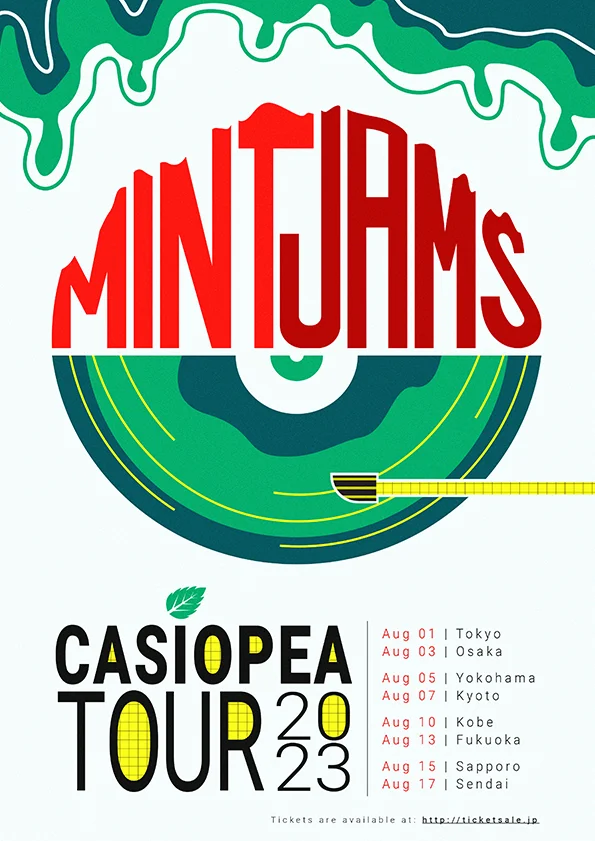 MINTJAMS
CASIOPEA
TOUR 20
23
Aug 01 | Tokyo
Aug 03 | Osaka
Aug 05 | Yokohama
Aug 07 | Kyoto
Aug 10 | Kobe
Aug 13 | Fukuoka
Aug 15 | Sapporo
Aug 17 | Sendai
Tickets are available at: http://ticketsale.jp